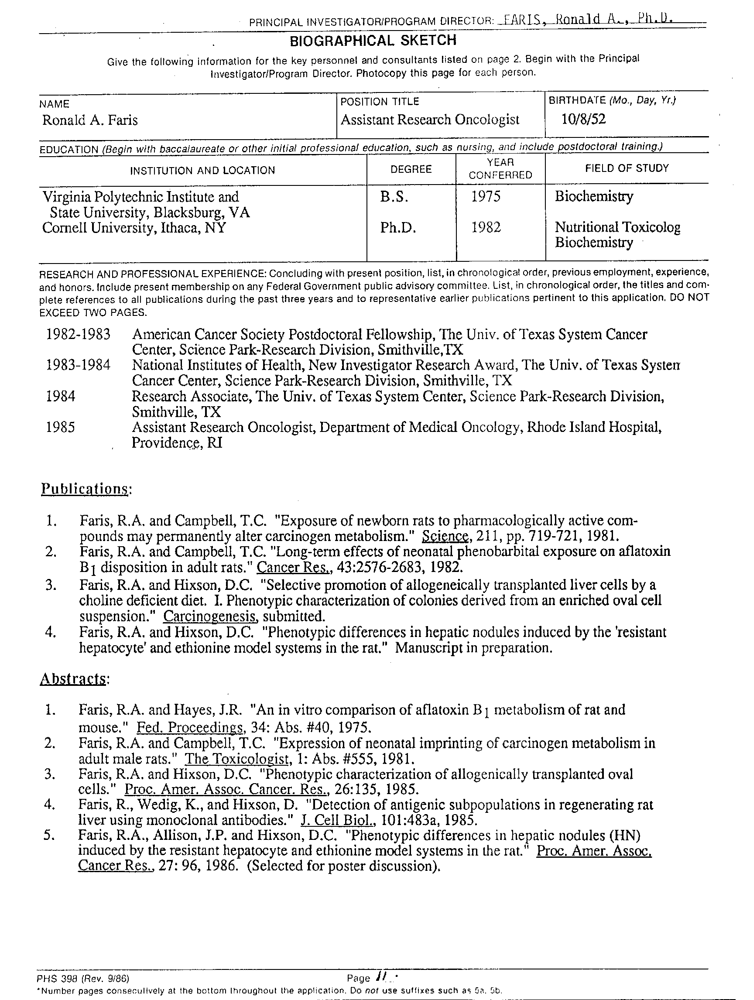 PRINCIPAL INVESTIGATOR/PROGRAM DIRECTOR: FARIS, Ronald A., Ph.D.
BIOGRAPHICAL SKETCH
Give the following information for the key personnel and consultants listed on page 2. Begin with the Principal
Investigator/Program Director. Photocopy this page for each person.
NAME POSITION TITLE BIRTHDATE (Mo., Day, Yr.)
Ronald A. Faris Assistant Research Oncologist 10/8/52
EDUCATION (Begin with baccalaureate or other initial professional education, such as nursing, and include postdoctoral training.)
INSTITUTION AND LOCATION DEGREE YEAR CONFERRED FIELD OF STUDY
Virginia Polytechnic Institute and B.S. 1975 Biochemistry
State University, Blacksburg, VA
Cornell University, Ithaca, NY Ph.D. 1982 Nutritional Toxicolog
Biochemistry
RESEARCH AND PROFESSIONAL EXPERIENCE: Concluding with present position, list, in chronological order, previous employment, experience,
and honors. Include present membership on any Federal Government public advisory committee. List, in chronological order, the titles and com-
plete references to all publications during the past three years and to representative earlier publications pertinent to this application. DO NOT
EXCEED TWO PAGES.
1982-1983 American Cancer Society Postdoctoral Fellowship, The Univ. of Texas System Cancer
Center, Science Park-Research Division, Smithville,TX
1983-1984 National Institutes of Health, New Investigator Research Award, The Univ. of Texas System
Cancer Center, Science Park-Research Division, Smithville, TX
1984 Research Associate, The Univ. of Texas System Center, Science Park-Research Division,
Smithville, TX
1985 Assistant Research Oncologist, Department of Medical Oncology, Rhode Island Hospital,
Providence, RI
Publications:
1. Faris, R.A. and Campbell, T.C. "Exposure of newborn rats to pharmacologically active com-
pounds may permanently alter carcinogen metabolism." Science, 211, pp. 719-721, 1981.
2. Faris, R.A. and Campbell, T.C. "Long-term effects of neonatal phenobarbital exposure on aflatoxin
B1 disposition in adult rats." Cancer Res., 43:2576-2683, 1982.
3. Faris, R.A. and Hixson, D.C. "Selective promotion of allogeneically transplanted liver cells by a
choline deficient diet. I. Phenotypic characterization of colonies derived from an enriched oval cell
suspension." Carcinogenesis, submitted.
4. Faris, R.A. and Hixson, D.C. "Phenotypic differences in hepatic nodules induced by the 'resistant
hepatocyte' and ethionine model systems in the rat." Manuscript in preparation.
Abstracts:
1. Faris, R.A. and Hayes, J.R. "An in vitro comparison of aflatoxin B1 metabolism of rat and
mouse." Fed. Proceedings, 34: Abs. #40, 1975.
2. Faris, R.A. and Campbell, T.C. "Expression of neonatal imprinting of carcinogen metabolism in
adult male rats." The Toxicologist, 1: Abs. #555, 1981.
3. Faris, R.A. and Hixson, D.C. "Phenotypic characterization of allogenically transplanted oval
cells." Proc. Amer. Assoc. Cancer. Res., 26:135, 1985.
4. Faris, R., Wedig, K., and Hixson, D. "Detection of antigenic subpopulations in regenerating rat
liver using monoclonal antibodies." J. Cell Biol., 101:483a, 1985.
5. Faris, R.A., Allison, J.P. and Hixson, D.C. "Phenotypic differences in hepatic nodules (HN)
induced by the resistant hepatocyte and ethionine model systems in the rat." Proc. Amer. Assoc.
Cancer Res., 27: 96, 1986. (Selected for poster discussion).
PHS 398 (Rev. 9/86) Page 11
*Number pages consecutively at the bottom throughout the application. Do not use suffixes such as 5a, 5b.